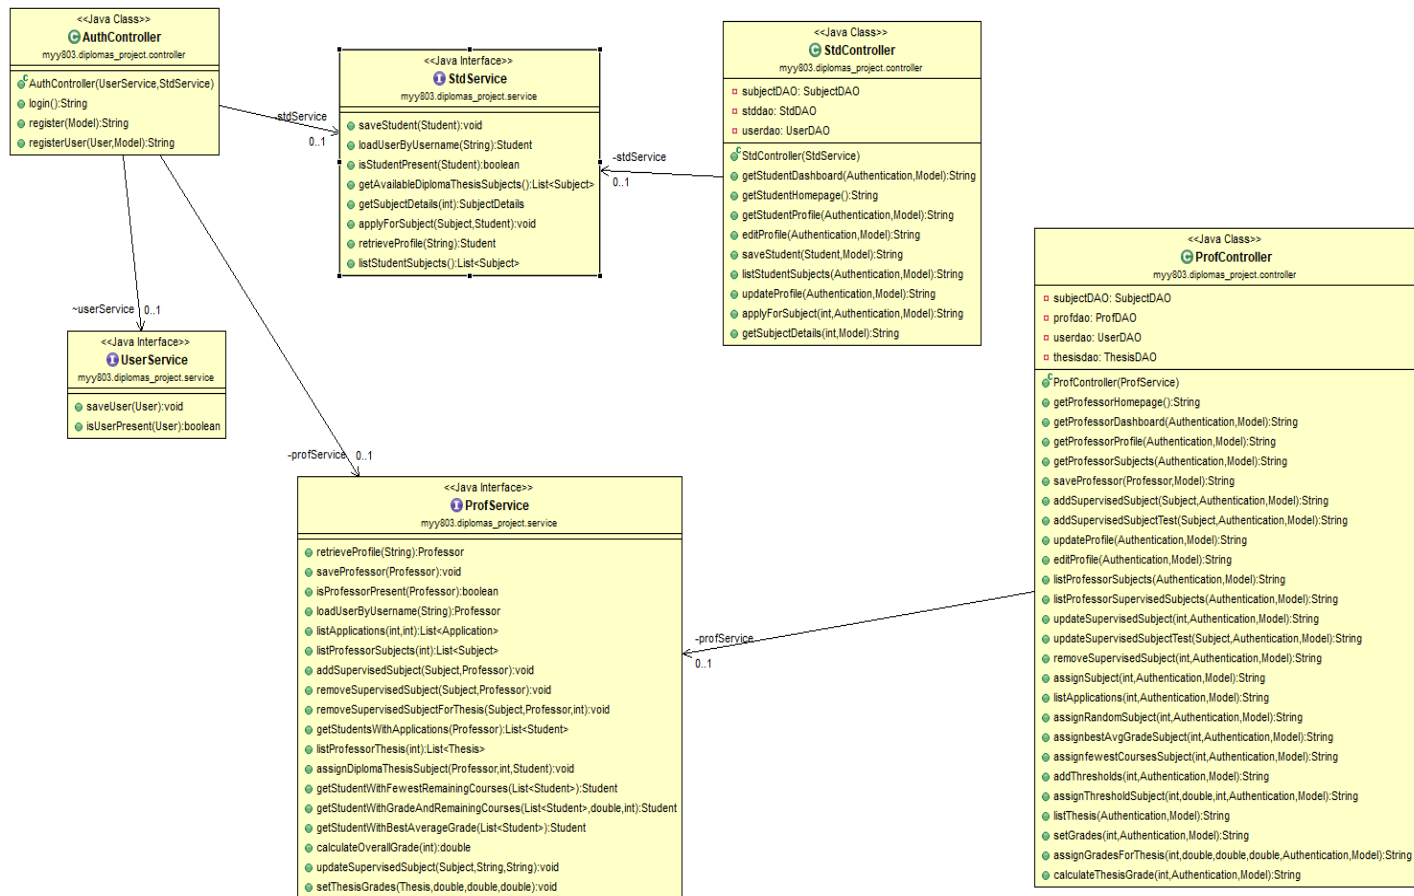 <<Java Class>>
AuthController
myy803.diplomas_project.controller
AuthController(UserService,StdService)
login():String
register(Model):String
registerUser(User,Model):String
-stdService
0..1
~userService 0..1
-profService 0..1
<<Java Interface>>
UserService
myy803.diplomas_project.service
saveUser(User):void
isUserPresent(User):boolean
<<Java Interface>>
StdService
myy803.diplomas_project.service
saveStudent(Student):void
loadUserByUsername(String):Student
isStudentPresent(Student):boolean
getAvailableDiplomaThesisSubjects():List<Subject>
getSubjectDetails(int):SubjectDetails
applyForSubject(Subject,Student):void
retrieveProfile(String):Student
listStudentSubjects():List<Subject>
-stdService
0..1
<<Java Class>>
StdController
myy803.diplomas_project.controller
subjectDAO: SubjectDAO
stddao: StdDAO
userdao: UserDAO
StdController(StdService)
getStudentDashboard(Authentication,Model):String
getStudentHomepage():String
getStudentProfile(Authentication,Model):String
editProfile(Authentication,Model):String
saveStudent(Student,Model):String
listStudentSubjects(Authentication,Model):String
updateProfile(Authentication,Model):String
applyForSubject(int,Authentication,Model):String
getSubjectDetails(int,Model):String
<<Java Interface>>
ProfService
myy803.diplomas_project.service
retrieveProfile(String):Professor
saveProfessor(Professor):void
isProfessorPresent(Professor):boolean
loadUserByUsername(String):Professor
listApplications(int,int):List<Application>
listProfessorSubjects(int):List<Subject>
addSupervisedSubject(Subject,Professor):void
removeSupervisedSubject(Subject,Professor):void
removeSupervisedSubjectForThesis(Subject,Professor,int):void
getStudentsWithApplications(Professor):List<Student>
listProfessorThesis(int):List<Thesis>
assignDiplomaThesisSubject(Professor,int,Student):void
getStudentWithFewestRemainingCourses(List<Student>):Student
getStudentWithGradeAndRemainingCourses(List<Student>,double,int):Student
getStudentWithBestAverageGrade(List<Student>):Student
calculateOverallGrade(int):double
updateSupervisedSubject(Subject,String,String):void
setThesisGrades(Thesis,double,double,double):void
-profService
0..1
<<Java Class>>
ProfController
myy803.diplomas_project.controller
subjectDAO: SubjectDAO
profdao: ProfDAO
userdao: UserDAO
thesisdao: ThesisDAO
ProfController(ProfService)
getProfessorHomepage():String
getProfessorDashboard(Authentication,Model):String
getProfessorProfile(Authentication,Model):String
getProfessorSubjects(Authentication,Model):String
saveProfessor(Professor,Model):String
addSupervisedSubject(Subject,Authentication,Model):String
addSupervisedSubjectTest(Subject,Authentication,Model):String
updateProfile(Authentication,Model):String
editProfile(Authentication,Model):String
listProfessorSubjects(Authentication,Model):String
listProfessorSupervisedSubjects(Authentication,Model):String
updateSupervisedSubject(int,Authentication,Model):String
updateSupervisedSubjectTest(Subject,Authentication,Model):String
removeSupervisedSubject(int,Authentication,Model):String
assignSubject(int,Authentication,Model):String
listApplications(int,Authentication,Model):String
assignRandomSubject(int,Authentication,Model):String
assignbestAvgGradeSubject(int,Authentication,Model):String
assignfewestCoursesSubject(int,Authentication,Model):String
addThresholds(int,Authentication,Model):String
assignThresholdSubject(int,double,int,Authentication,Model):String
listThesis(Authentication,Model):String
setGrades(int,Authentication,Model):String
assignGradesForThesis(int,double,double,double,Authentication,Model):String
calculateThesisGrade(int,Authentication,Model):String